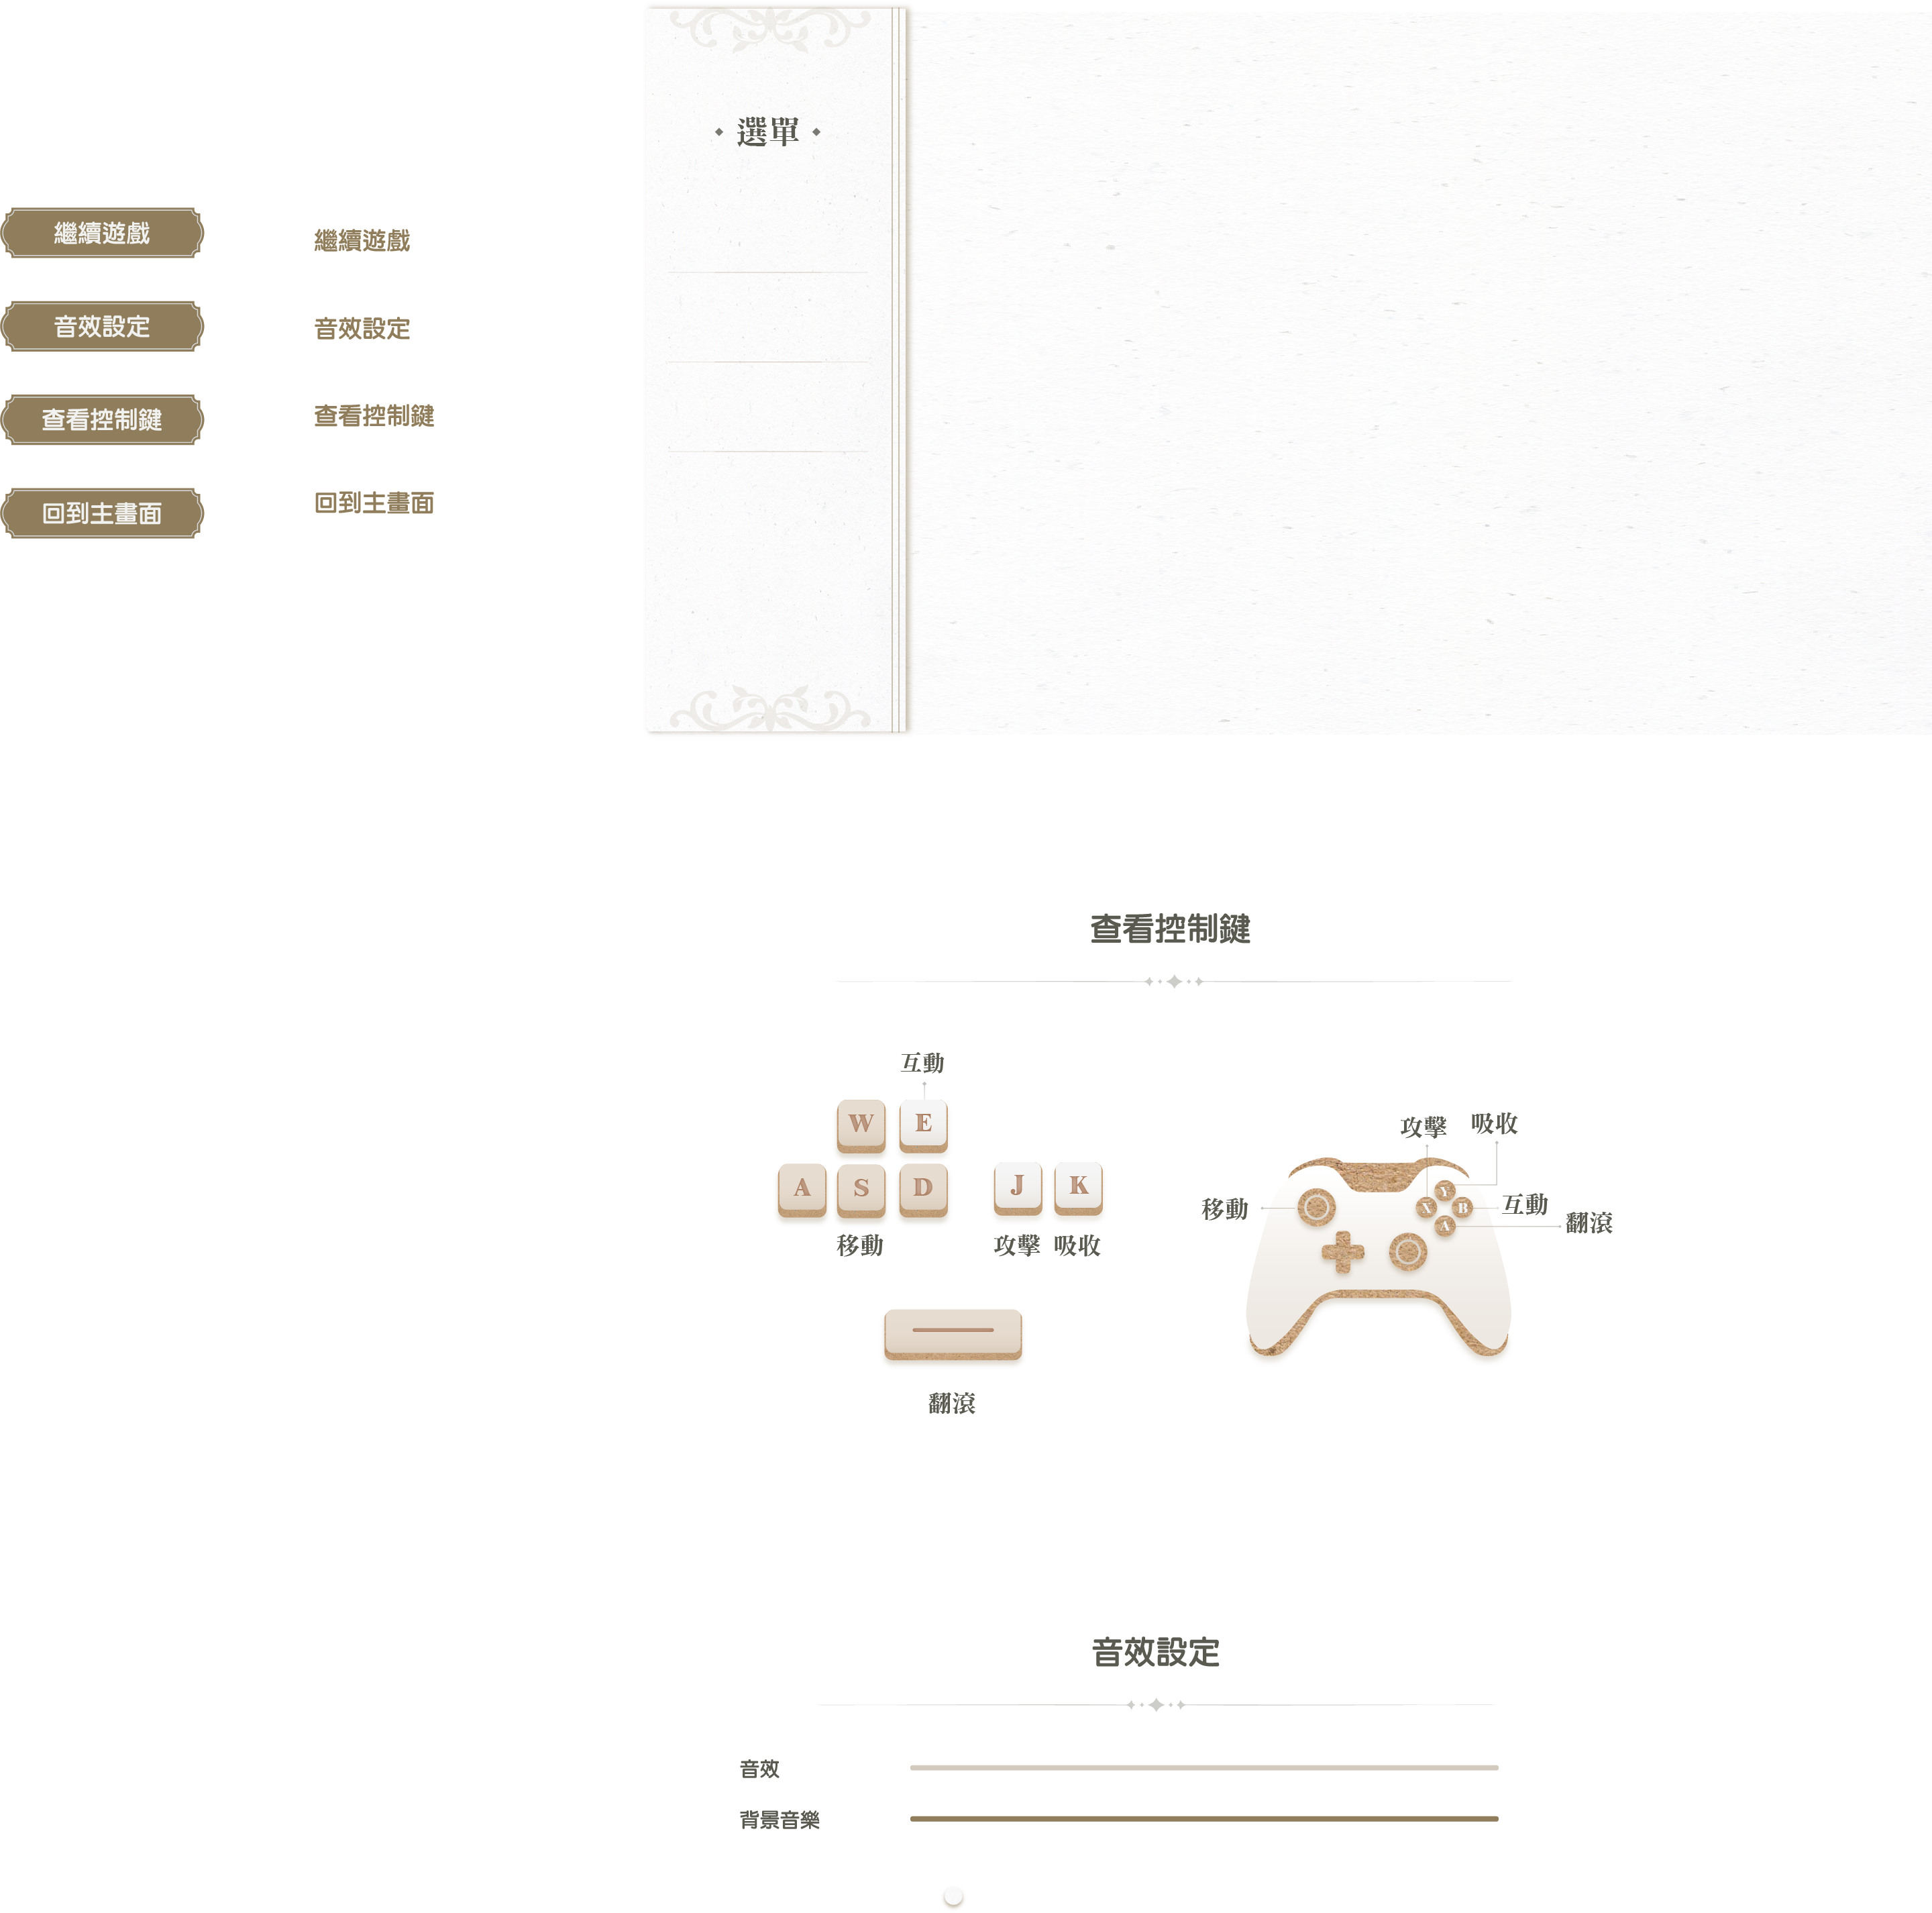 選單
繼續遊戲
繼續遊戲
音效設定
音效設定
查看控制鍵
查看控制鍵
回到主畫面
回到主畫面
查看控制鍵
互動
W E
A S D
J K
移動
攻擊 吸收
翻滾
攻擊
吸收
移動
Y
X B
A
互動
翻滾
音效設定
音效
背景音樂